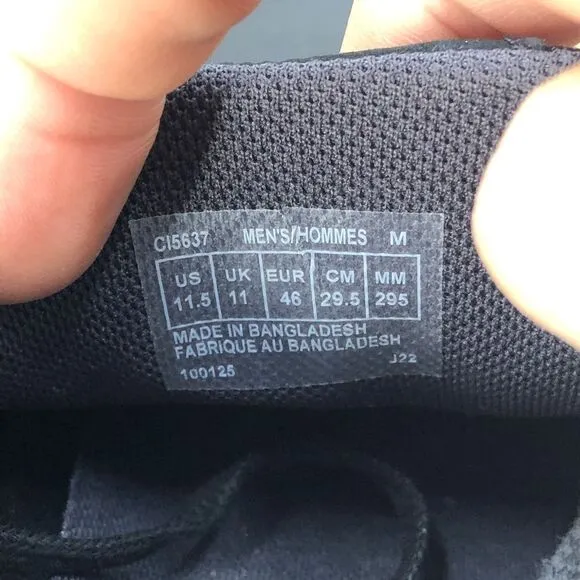 CI5637 MEN'S/HOMMES M
US UK EUR CM MM
11.5 11 46 29.5 295
MADE IN BANGLADESH
FABRIQUE AU BANGLADESH
100125 J22